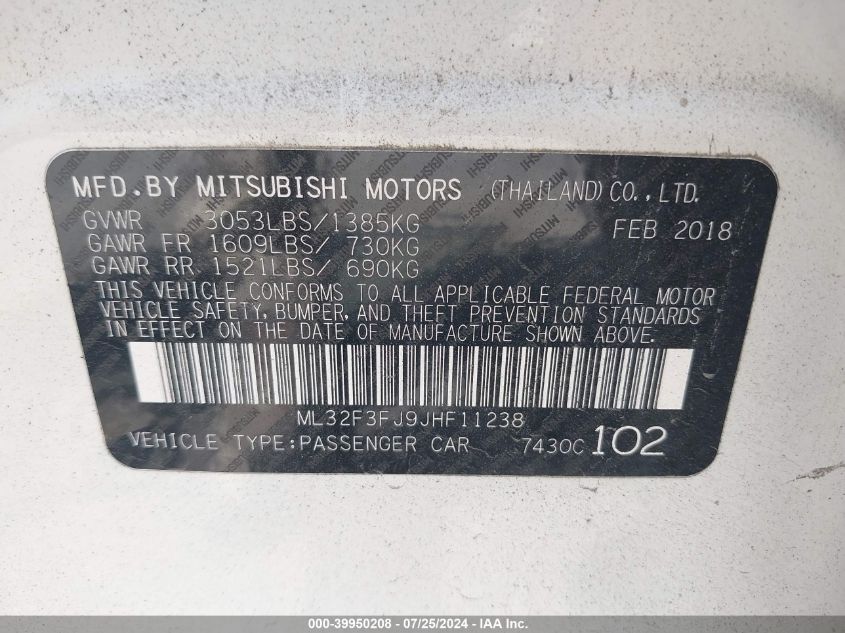 MFD.BY MITSUBISHI MOTORS (THAILAND)CO.,LTD.
GVWR 3053LBS/1385KG FEB 2018
GAWR FR 1609LBS/ 730KG
GAWR RR. 1521LBS/ 690KG
THIS VEHICLE CONFORMS TO ALL APPLICABLE FEDERAL MOTOR
VEHICLE SAFETY, BUMPER, AND THEFT PREVENTION STANDARDS
IN EFFECT ON THE DATE OF MANUFACTURE SHOWN ABOVE.
ML32F3FJ9JHF11238
VEHICLE TYPE:PASSENGER CAR 7430C 102
000-39950208 - 07/25/2024 - IAA Inc.